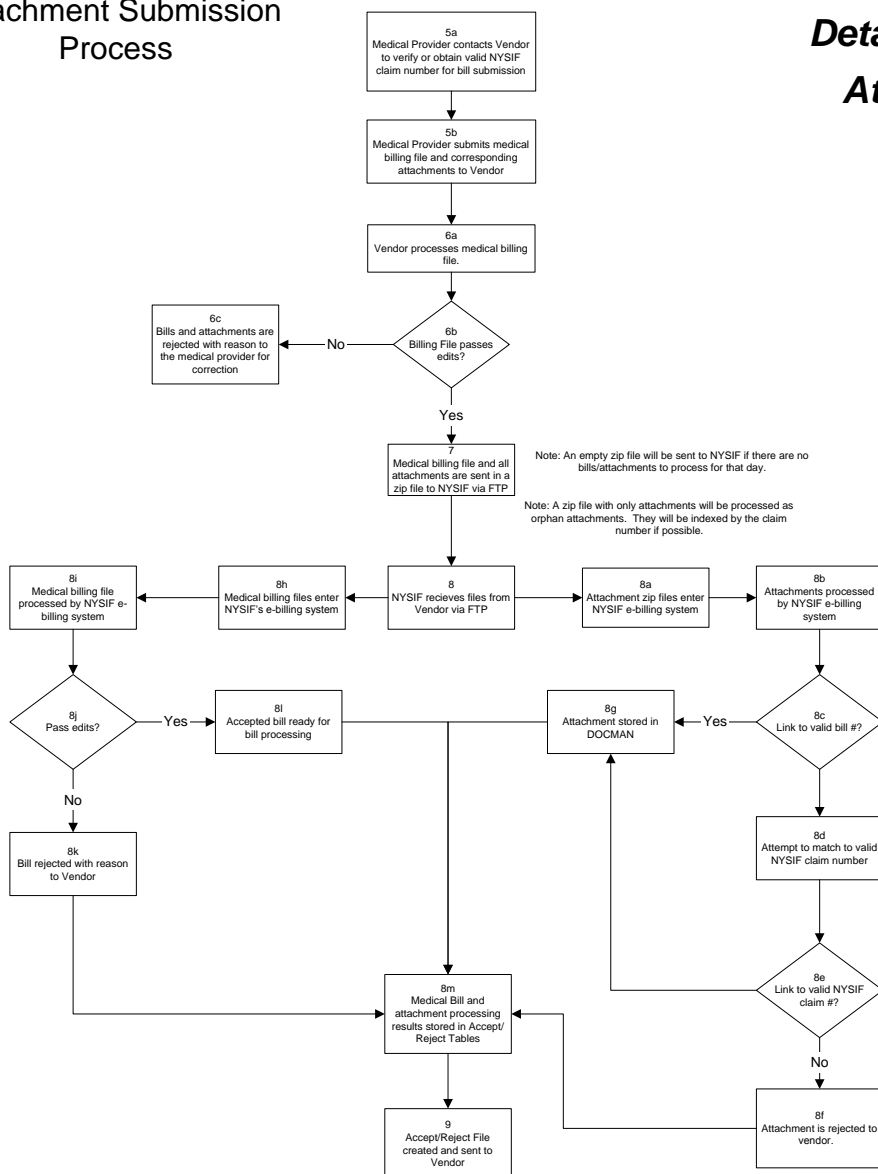 achment Submission
Process
Deta
At
5a
Medical Provider contacts Vendor
to verify or obtain valid NYSIF
claim number for bill submission
5b
Medical Provider submits medical
billing file and corresponding
attachments to Vendor
6a
Vendor processes medical billing
file.
6c
Bills and attachments are
rejected with reason to
the medical provider for
correction
No
6b
Billing File passes
edits?
Yes
7
Medical billing file and all
attachments are sent in a
zip file to NYSIF via FTP
Note: An empty zip file will be sent to NYSIF if there are no
bills/attachments to process for that day.
Note: A zip file with only attachments will be processed as
orphan attachments. They will be indexed by the claim
number if possible.
8i
Medical billing file
processed by NYSIF e-
billing system
8h
Medical billing files enter
NYSIF's e-billing system
8
NYSIF recieves files from
Vendor via FTP
8a
Attachment zip files enter
NYSIF e-billing system
8b
Attachments processed
by NYSIF e-billing
system
8j
Pass edits?
Yes
8l
Accepted bill ready for
bill processing
8g
Attachment stored in
DOCMAN
Yes
8c
Link to valid bill #?
No
8k
Bill rejected with reason
to Vendor
8d
Attempt to match to valid
NYSIF claim number
8e
Link to valid NYSIF
claim #?
8m
Medical Bill and
attachment processing
results stored in Accept/
Reject Tables
No
8f
Attachment is rejected to
vendor.
9
Accept/Reject File
created and sent to
Vendor